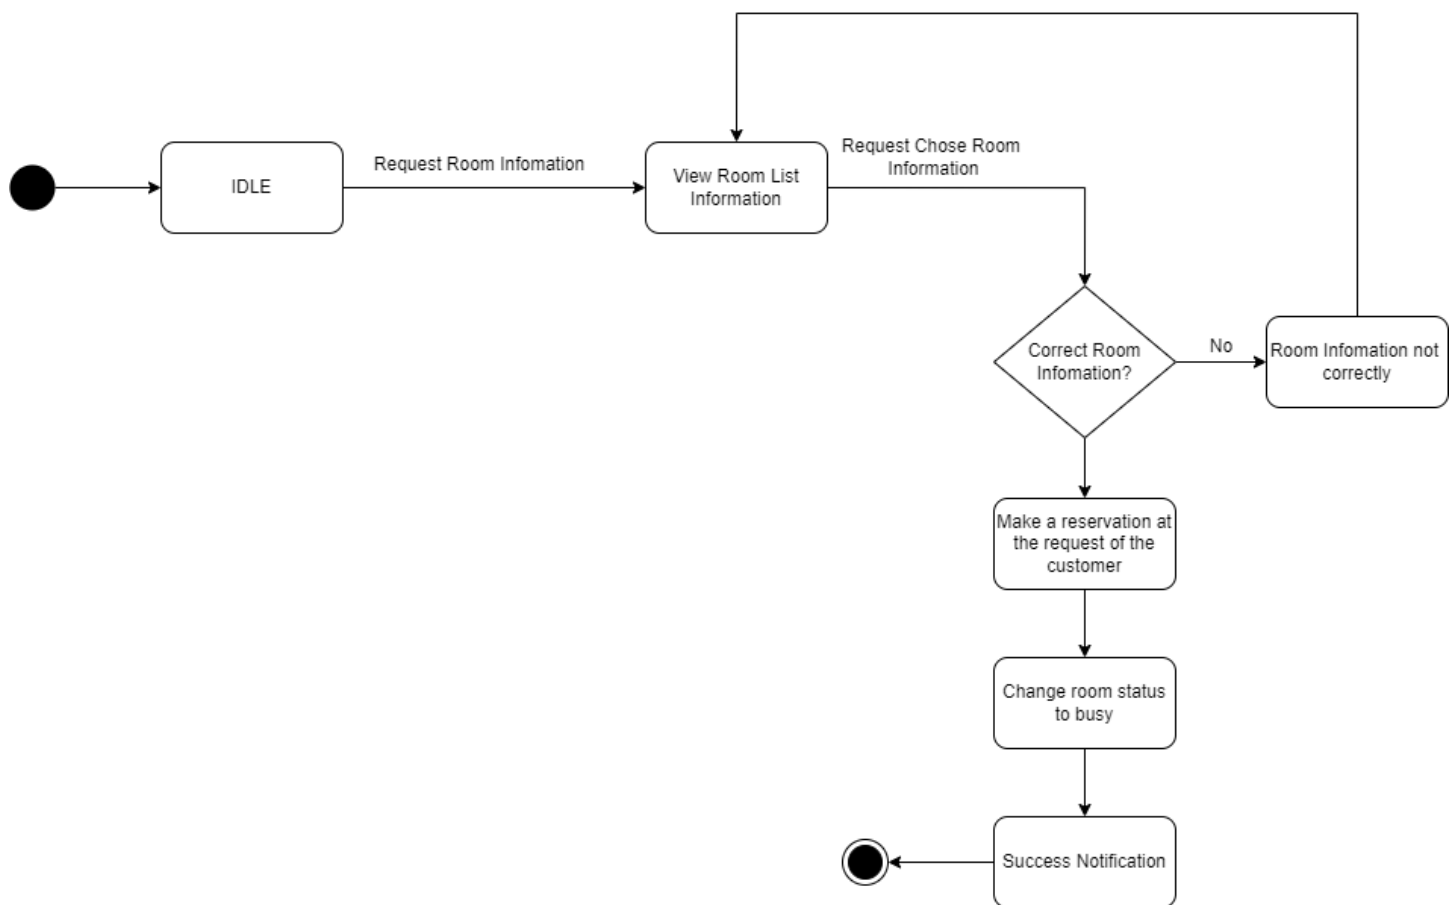 Request Chose Room
Information
Request Room Infomation
IDLE
View Room List
Information
Correct Room
Infomation?
No
Room Infomation not
correctly
Make a reservation at
the request of the
customer
Change room status
to busy
Success Notification